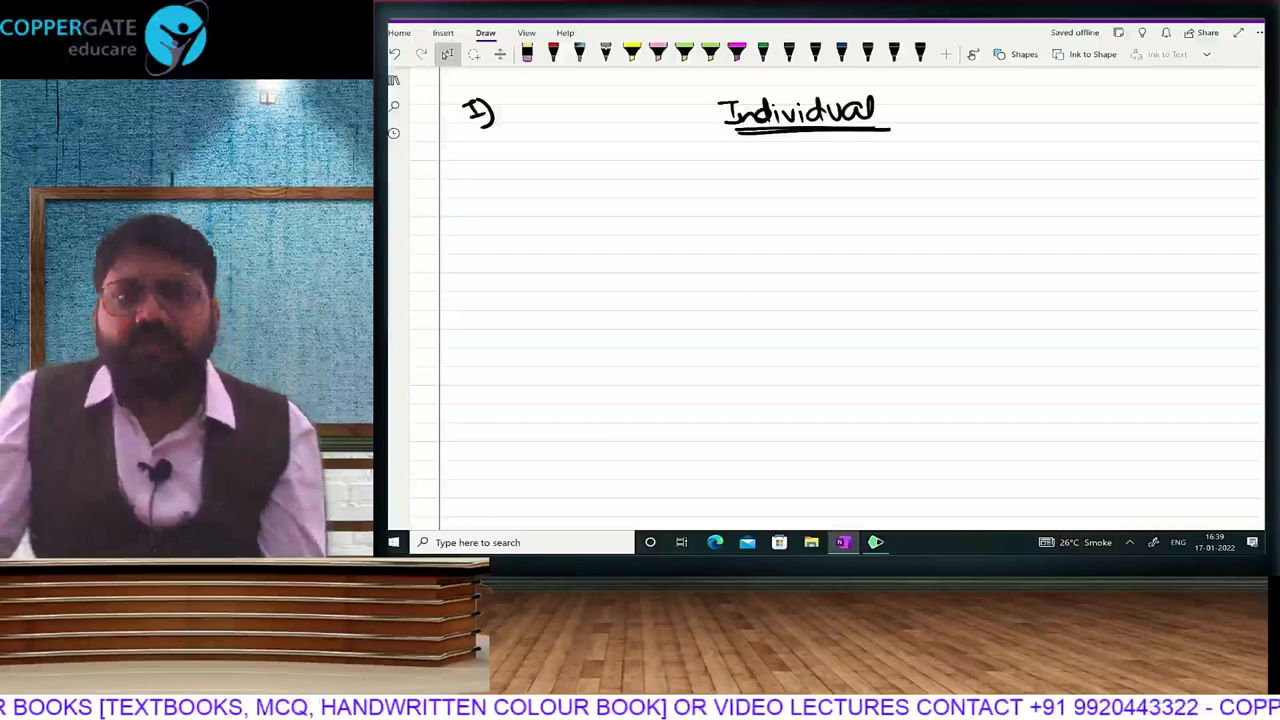 COPPERGATE
educare
Home Insert Draw View Help
Saved offline
Share
Shapes
Ink to Shape
Ink to Text
I) Individual
Type here to search
26°C Smoke
ENG
16:39
17-01-2022
R BOOKS [TEXTBOOKS, MCQ, HANDWRITTEN COLOUR BOOK] OR VIDEO LECTURES CONTACT +91 9920443322 - COPP